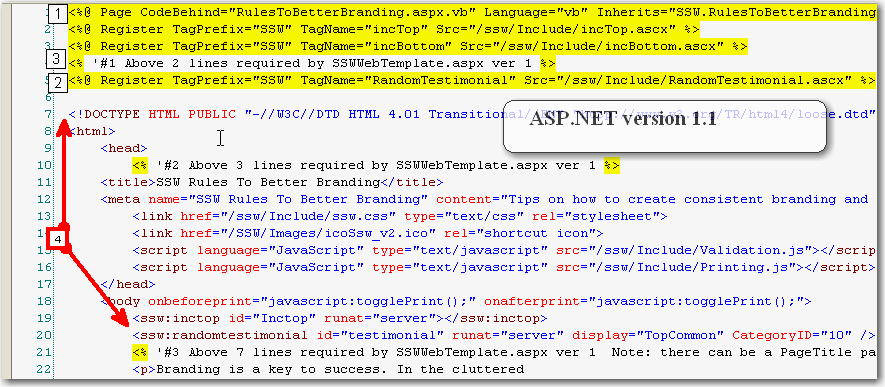 1 <%@ Page CodeBehind="RulesToBetterBranding.aspx.vb" Language="vb" Inherits="SSW.RulesToBetterBranding
<%@ Register TagPrefix="SSW" TagName="incTop" Src="/ssw/Include/incTop.ascx" %>
3 <%@ Register TagPrefix="SSW" TagName="incBottom" Src="/ssw/Include/incBottom.ascx" %>
<% '#1 Above 2 lines required by SSWWebTemplate.aspx ver 1 %>
2 <%@ Register TagPrefix="SSW" TagName="RandomTestimonial" Src="/ssw/Include/RandomTestimonial.ascx"%>
6
7 <!DOCTYPE HTML PUBLIC "-//W3C//DTD HTML 4.01 Transitional//EN" "http://www.w3.org/TR/html4/loose.dtd"
ASP.NET version 1.1
8 <html>
9 <head>
10 <% '#2 Above 3 lines required by SSWWebTemplate.aspx ver 1 %>
11 <title>SSW Rules To Better Branding</title>
12 <meta name="SSW Rules To Better Branding" content="Tips on how to create consistent branding and
13 <link href="/ssw/Include/ssw.css" type="text/css" rel="stylesheet">
4 <link href="/SSW/Images/icoSsw_v2.ico" rel="shortcut icon">
15 <script language="JavaScript" type="text/javascript" src="/ssw/Include/Validation.js"></scrip
16 <script language="JavaScript" type="text/javascript" src="/ssw/Include/Printing.js"></script>
17 </head>
18 <body onbeforeprint="javascript:togglePrint();" onafterprint="javascript:togglePrint();">
19 <ssw:inctop id="Inctop" runat="server"></ssw:inctop>
20 <ssw:randomtestimonial id="testimonial" runat="server" display="TopCommon" CategoryID="10" />
21 <% '#3 Above 7 lines required by SSWWebTemplate.aspx ver 1  Note: there can be a PageTitle pa
22 <p>Branding is a key to success. In the cluttered